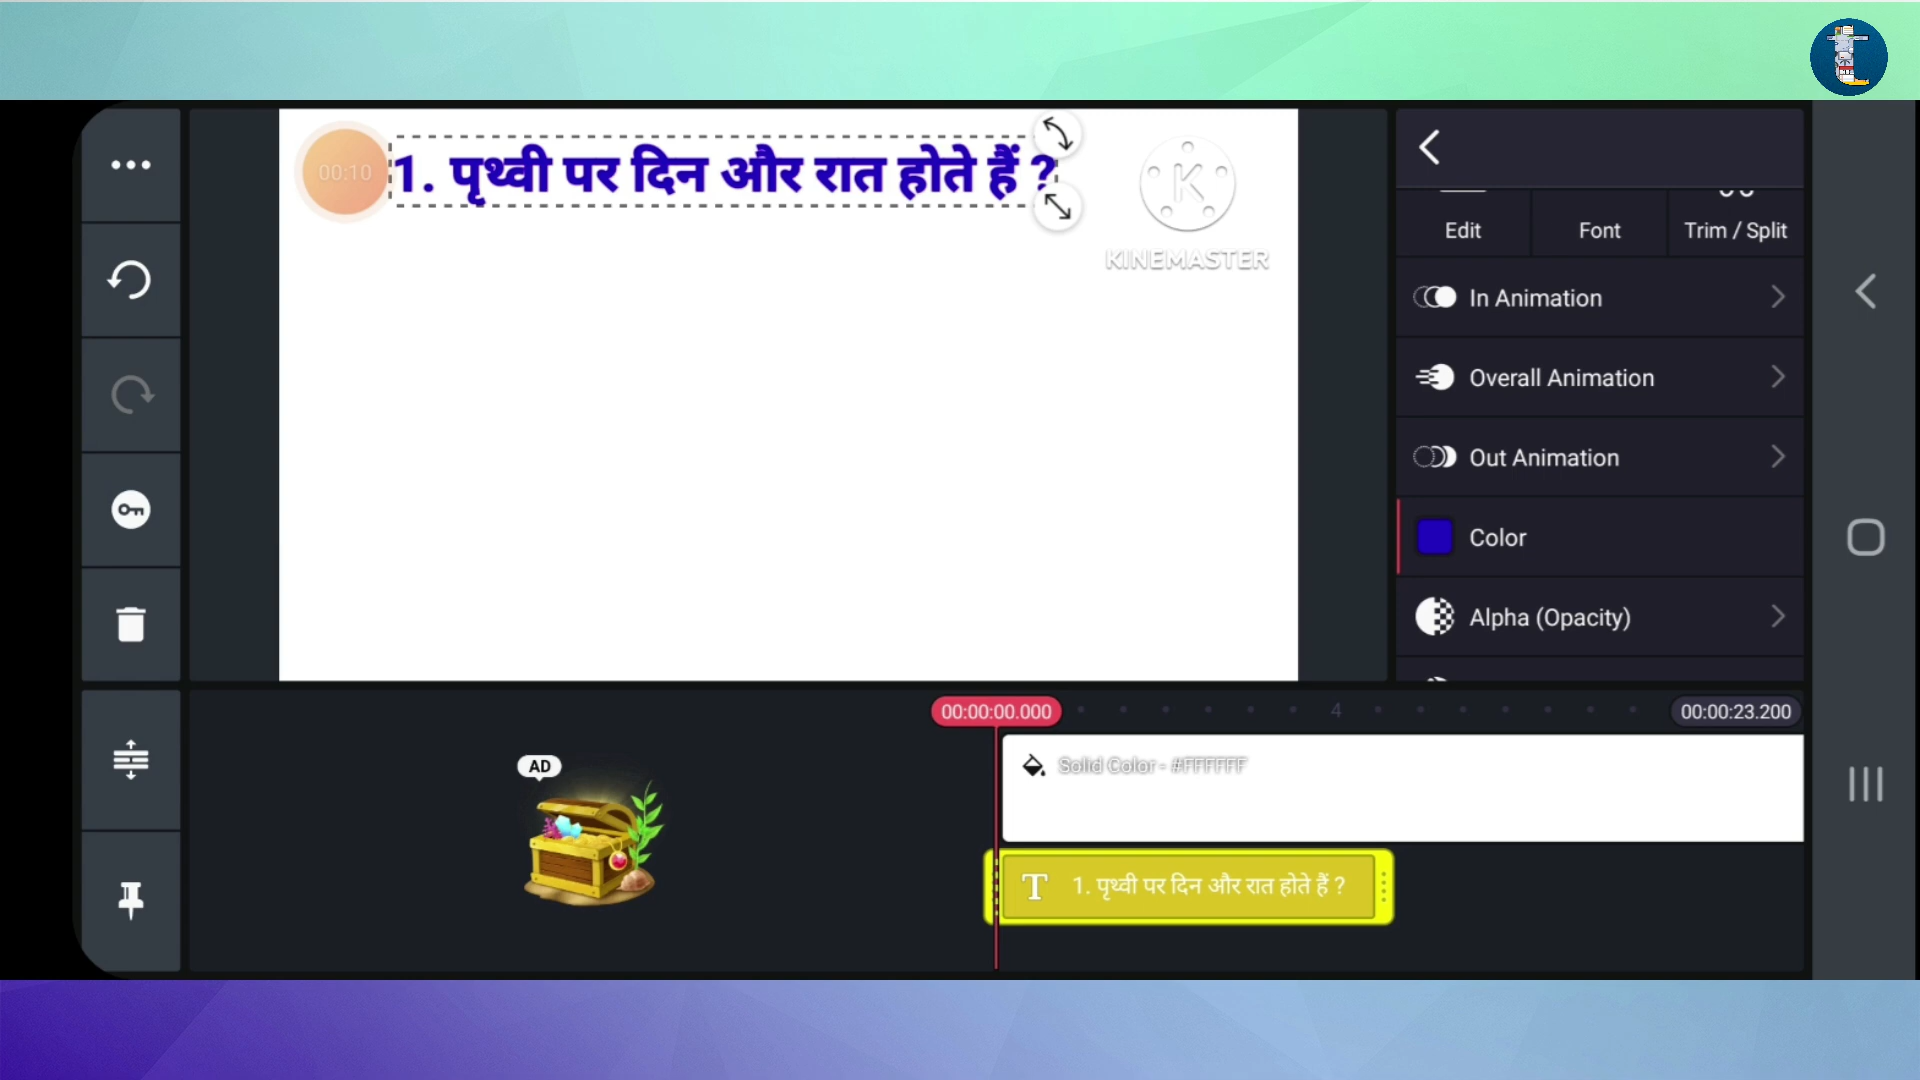 00:10
1. पृथ्वी पर दिन और रात होते हैं ?
KINEMASTER
Edit
Font
Trim / Split
In Animation
Overall Animation
Out Animation
Color
Alpha (Opacity)
00:00:00.000
4
00:00:23.200
AD
Solid Color - #FFFFFF
T 1. पृथ्वी पर दिन और रात होते हैं ?